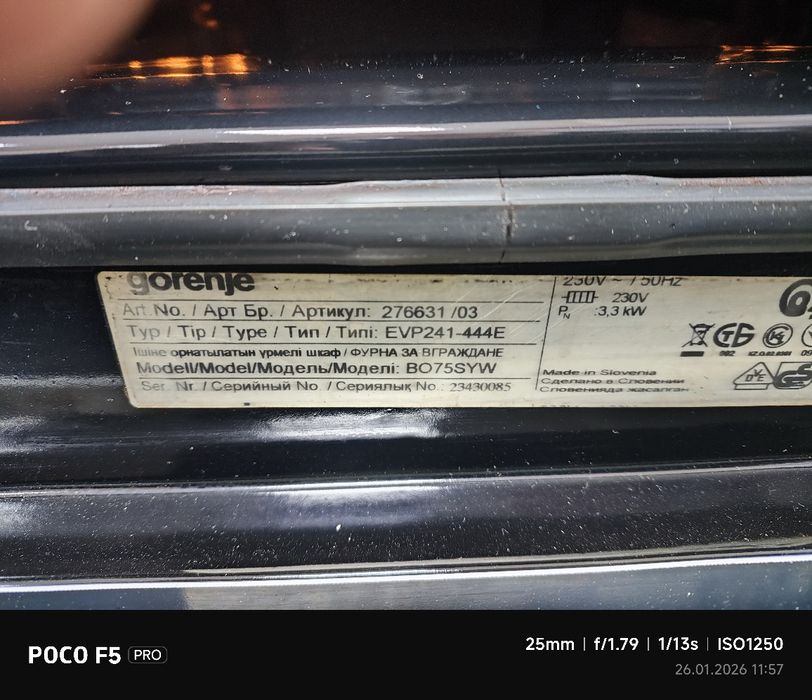 gorenje
Art.No. / Арт Бр. / Артикул: 276631 /03
Typ / Tip / Type / Тип / Типі: EVP241-444E
Ішіне орнатылатын үрмелі шкаф / ФУРНА ЗА ВГРАЖДАНЕ
Modell/Model/Модель/Моделі: BO75SYW
Ser. Nr. / Серийный No. / Сериялық No.: 23430085
230V ~ / 50Hz
230V
PN :3,3 kW
Made in Slovenia
Сделано в Словении
Словенияда жасалған
002
POCO F5 PRO
25mm | f/1.79 | 1/13s | ISO1250
26.01.2026 11:57